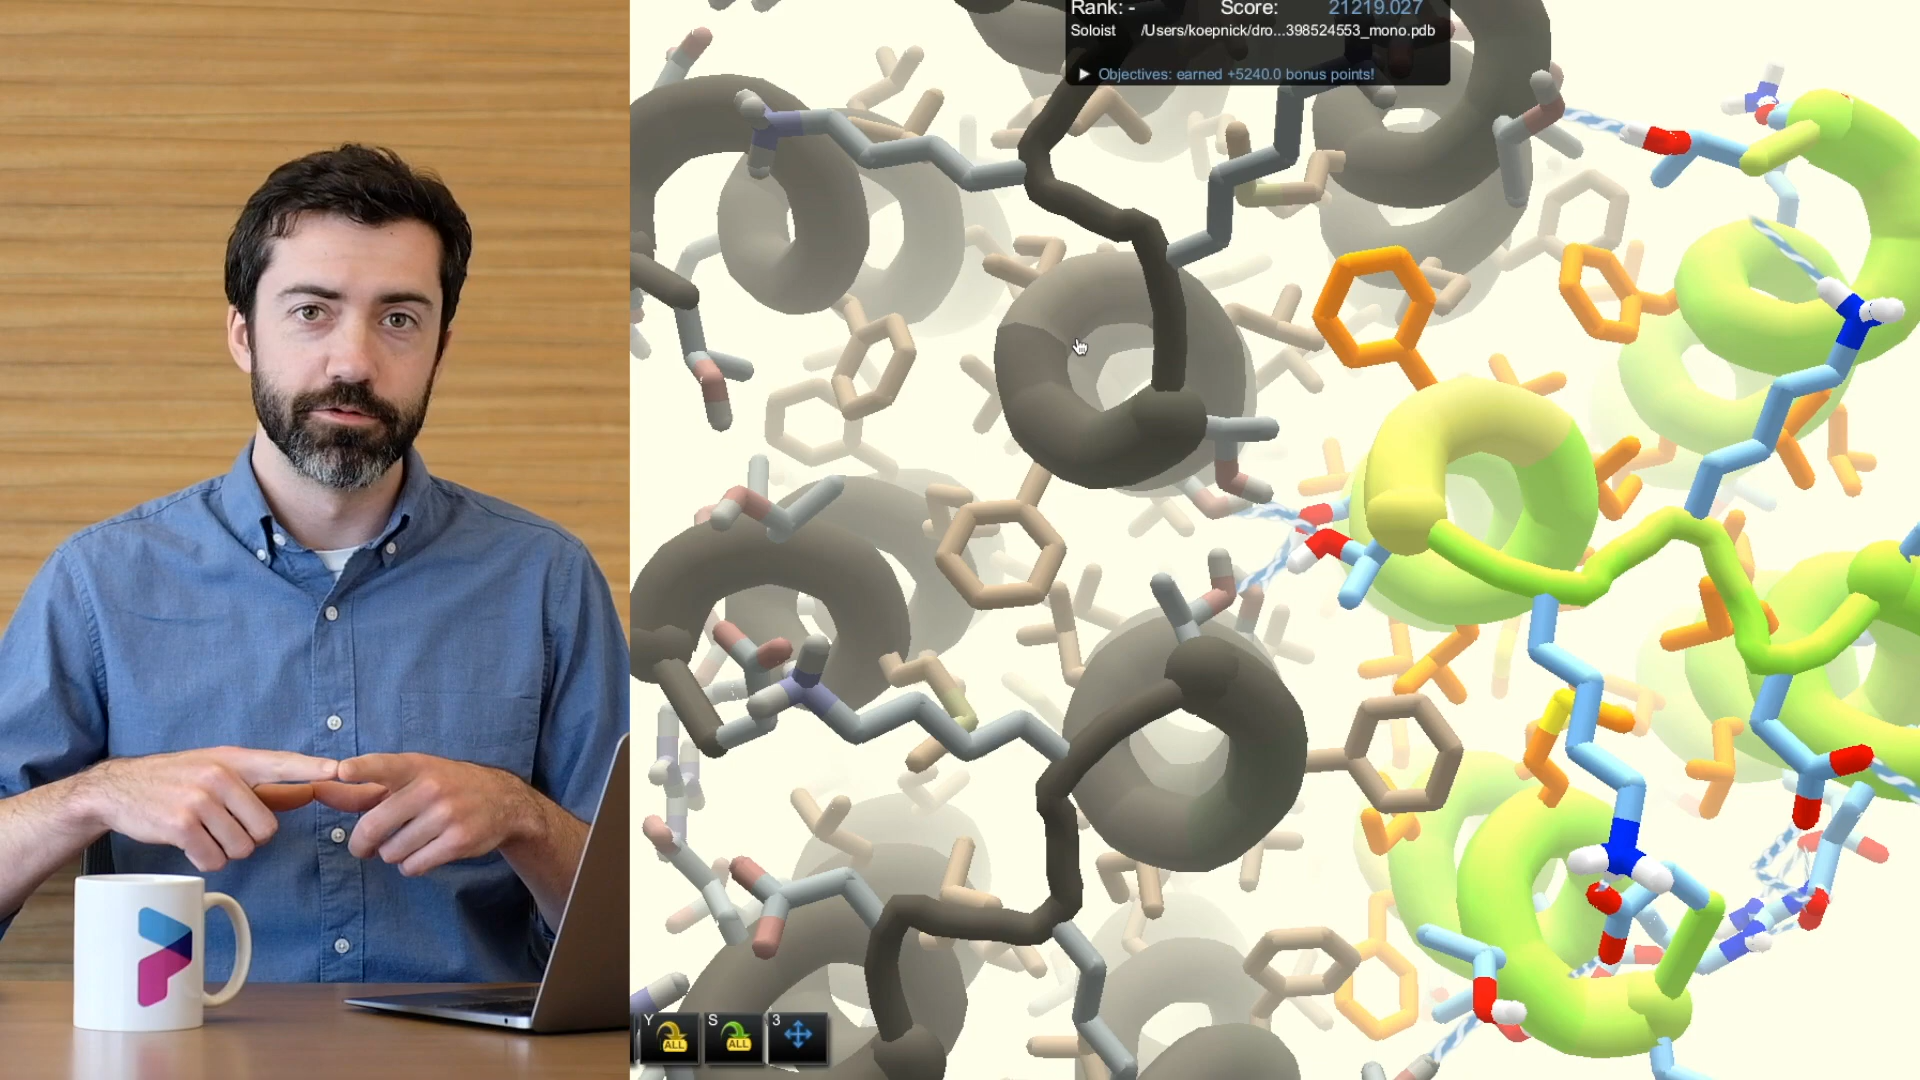 Rank: - Score: 21219.027
Soloist /Users/koepnick/dro...398524553_mono.pdb
▶ Objectives: earned +5240.0 bonus points!
Y S 3
ALL ALL